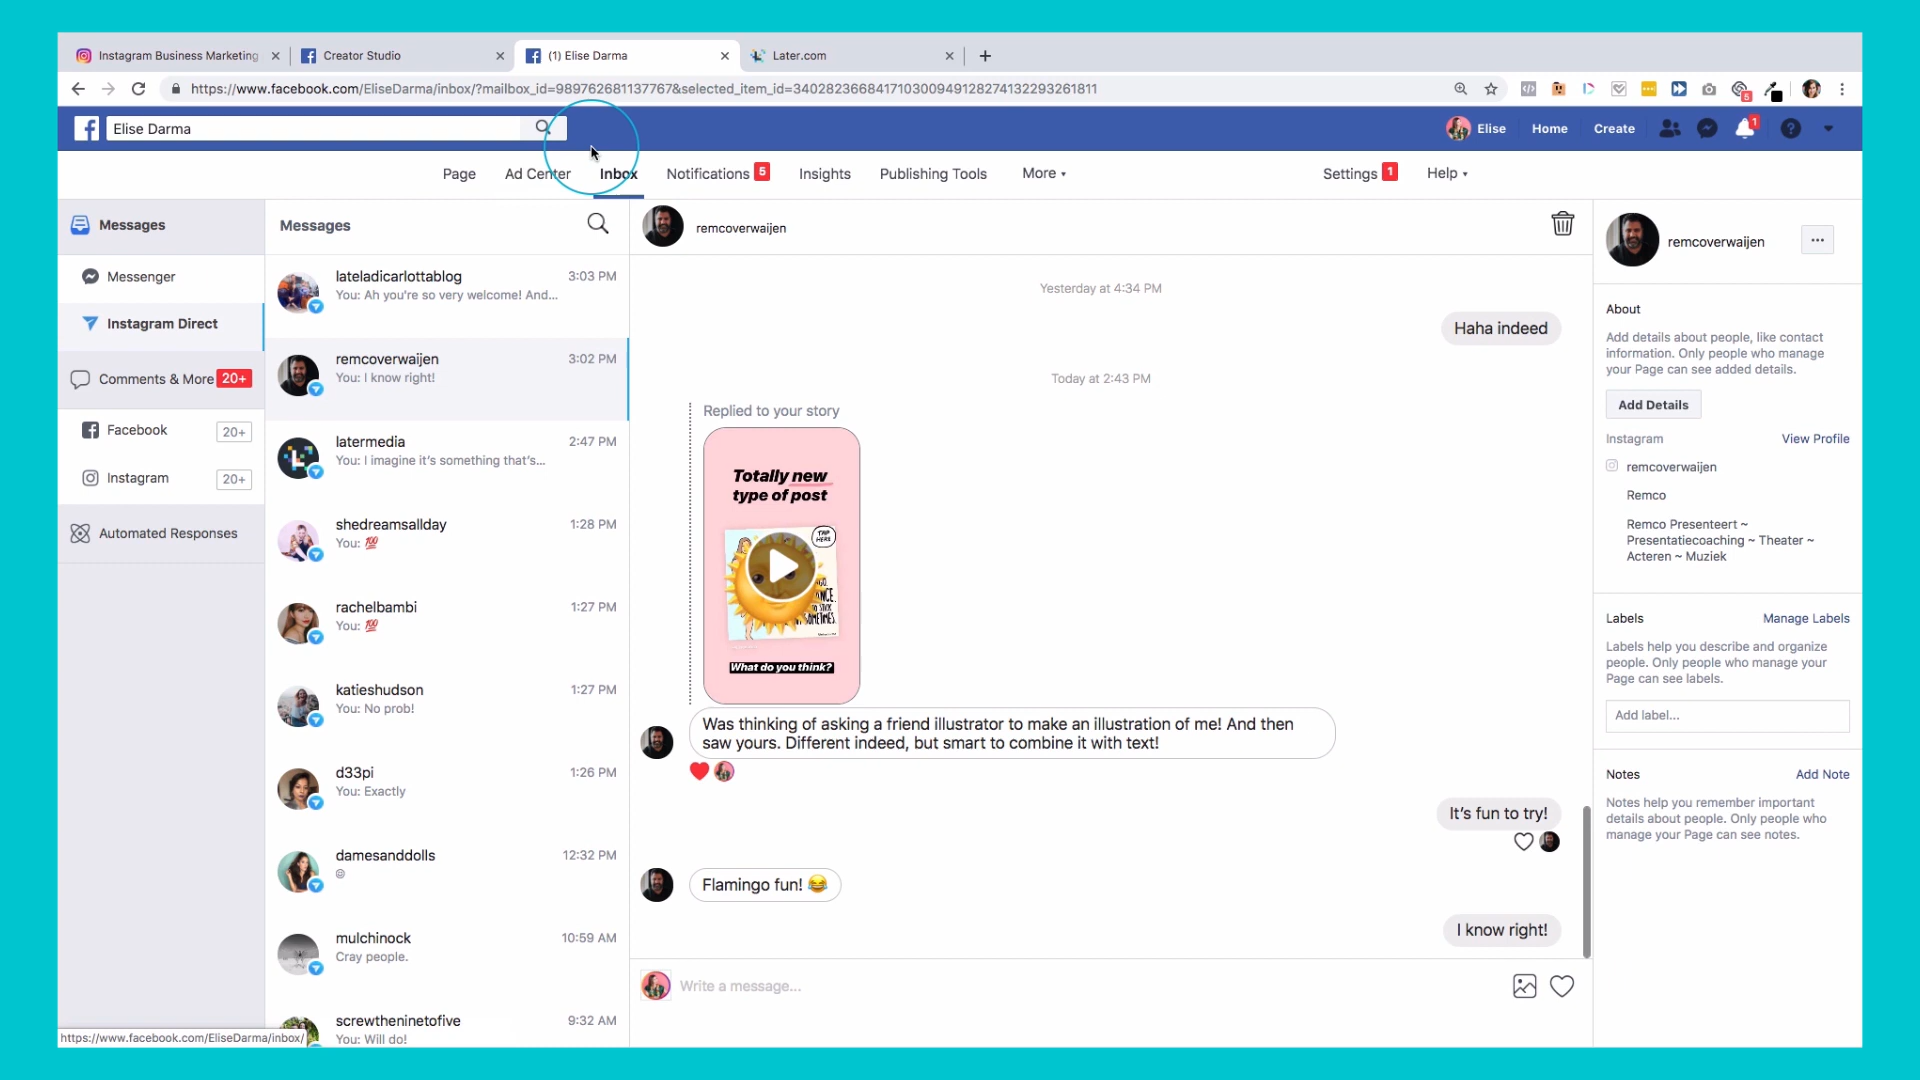 Instagram Business Marketing
Creator Studio
(1) Elise Darma
Later.com
https://www.facebook.com/EliseDarma/inbox/?mailbox_id=989762681137767&selected_item_id=340282366841710300949128274132293261811
5
Elise Darma
Elise
Home
Create
1
Page
Ad Center
Inbox
Notifications 5
Insights
Publishing Tools
More
Settings 1
Help
Messages
Messenger
Instagram Direct
Comments & More 20+
Facebook 20+
Instagram 20+
Automated Responses
Messages
lateladicarlottablog 3:03 PM
You: Ah you're so very welcome! And...
remcoverwaijen 3:02 PM
You: I know right!
latermedia 2:47 PM
You: I imagine it's something that's...
shedreamsallday 1:28 PM
You: 💯
rachelbambi 1:27 PM
You: 💯
katieshudson 1:27 PM
You: No prob!
d33pi 1:26 PM
You: Exactly
damesanddolls 12:32 PM
mulchinock 10:59 AM
Cray people.
screwtheninetofive 9:32 AM
You: Will do!
remcoverwaijen
Yesterday at 4:34 PM
Haha indeed
Today at 2:43 PM
Replied to your story
Totally new
type of post
TAP
HERE
SOMETIMES.
What do you think?
Was thinking of asking a friend illustrator to make an illustration of me! And then
saw yours. Different indeed, but smart to combine it with text!
It's fun to try!
Flamingo fun! 😂
I know right!
Write a message...
remcoverwaijen
...
About
Add details about people, like contact
information. Only people who manage
your Page can see added details.
Add Details
Instagram View Profile
remcoverwaijen
Remco
Remco Presenteert ~
Presentatiecoaching ~ Theater ~
Acteren ~ Muziek
Labels Manage Labels
Labels help you describe and organize
people. Only people who manage your
Page can see labels.
Add label...
Notes Add Note
Notes help you remember important
details about people. Only people who
manage your Page can see notes.
https://www.facebook.com/EliseDarma/inbox/